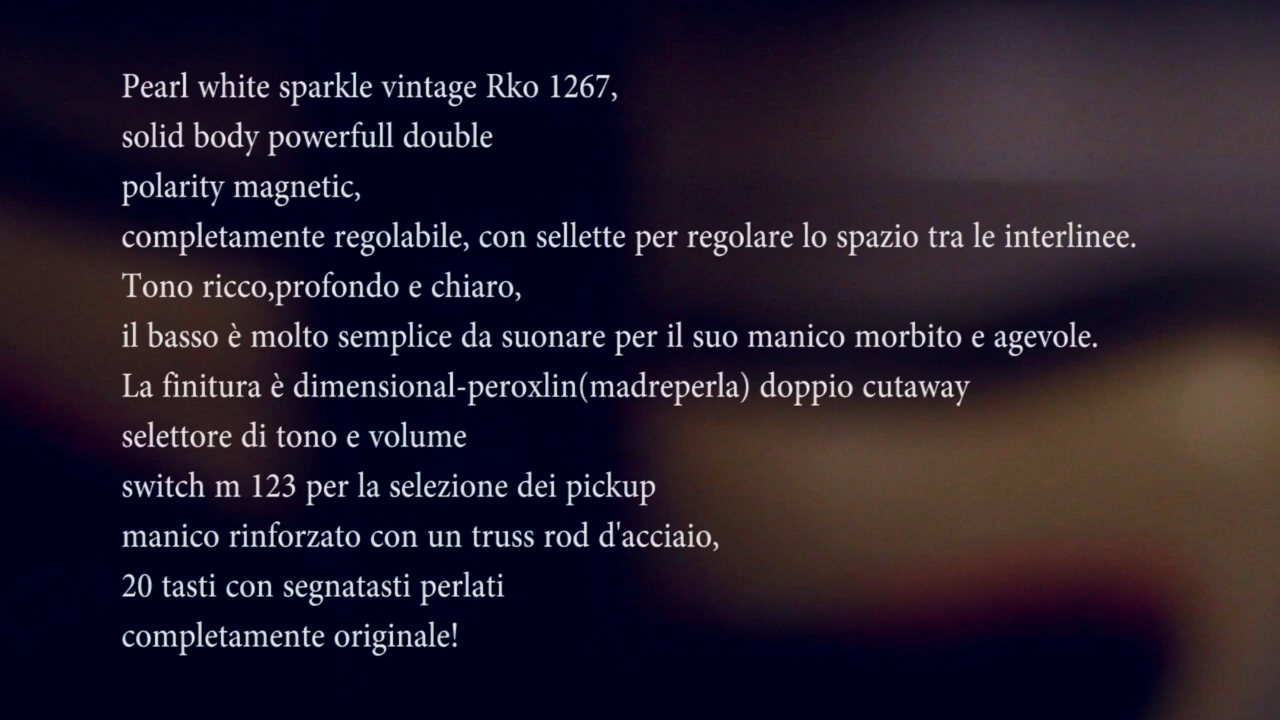 Pearl white sparkle vintage Rko 1267,
solid body powerfull double
polarity magnetic,
completamente regolabile, con sellette per regolare lo spazio tra le interlinee.
Tono ricco,profondo e chiaro,
il basso è molto semplice da suonare per il suo manico morbito e agevole.
La finitura è dimensional-peroxlin(madreperla) doppio cutaway
selettore di tono e volume
switch m 123 per la selezione dei pickup
manico rinforzato con un truss rod d'acciaio,
20 tasti con segnatasti perlati
completamente originale!